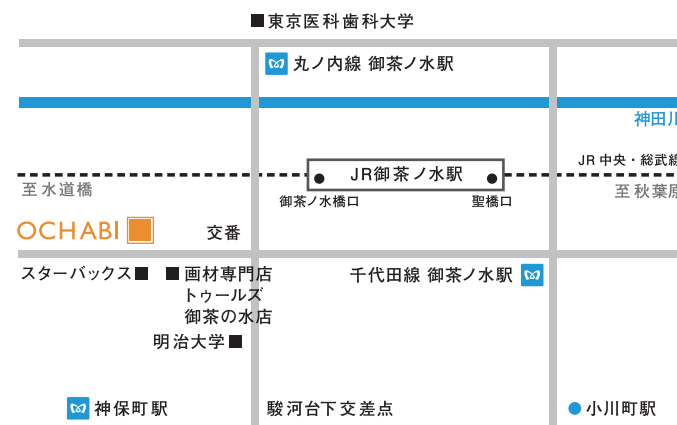 東京医科歯科大学
丸ノ内線 御茶ノ水駅
神田川
JR 中央・総武線
JR御茶ノ水駅
至水道橋
至秋葉原
御茶ノ水橋口
聖橋口
OCHABI
交番
スターバックス
画材専門店
トゥールズ
御茶の水店
千代田線 御茶ノ水駅
明治大学
神保町駅
駿河台下交差点
小川町駅